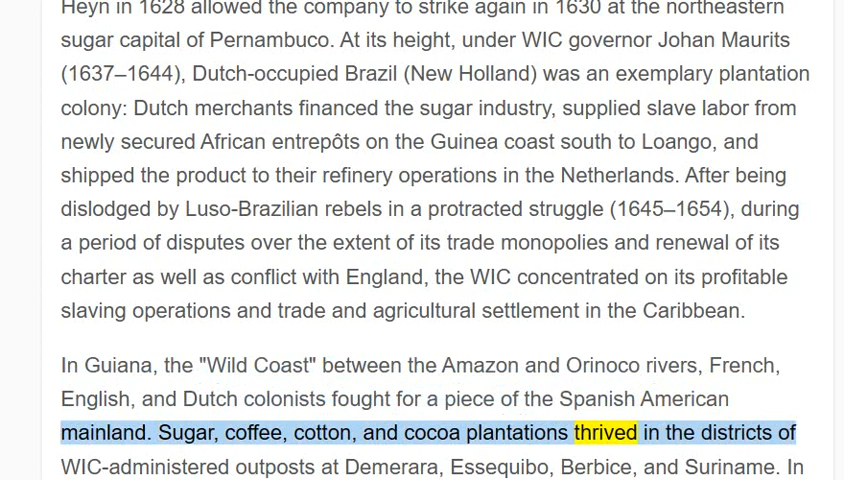 Heyn in 1628 allowed the company to strike again in 1630 at the northeastern
sugar capital of Pernambuco. At its height, under WIC governor Johan Maurits
(1637–1644), Dutch-occupied Brazil (New Holland) was an exemplary plantation
colony: Dutch merchants financed the sugar industry, supplied slave labor from
newly secured African entrepôts on the Guinea coast south to Loango, and
shipped the product to their refinery operations in the Netherlands. After being
dislodged by Luso-Brazilian rebels in a protracted struggle (1645–1654), during
a period of disputes over the extent of its trade monopolies and renewal of its
charter as well as conflict with England, the WIC concentrated on its profitable
slaving operations and trade and agricultural settlement in the Caribbean.
In Guiana, the "Wild Coast" between the Amazon and Orinoco rivers, French,
English, and Dutch colonists fought for a piece of the Spanish American
mainland. Sugar, coffee, cotton, and cocoa plantations thrived in the districts of
WIC-administered outposts at Demerara, Essequibo, Berbice, and Suriname. In